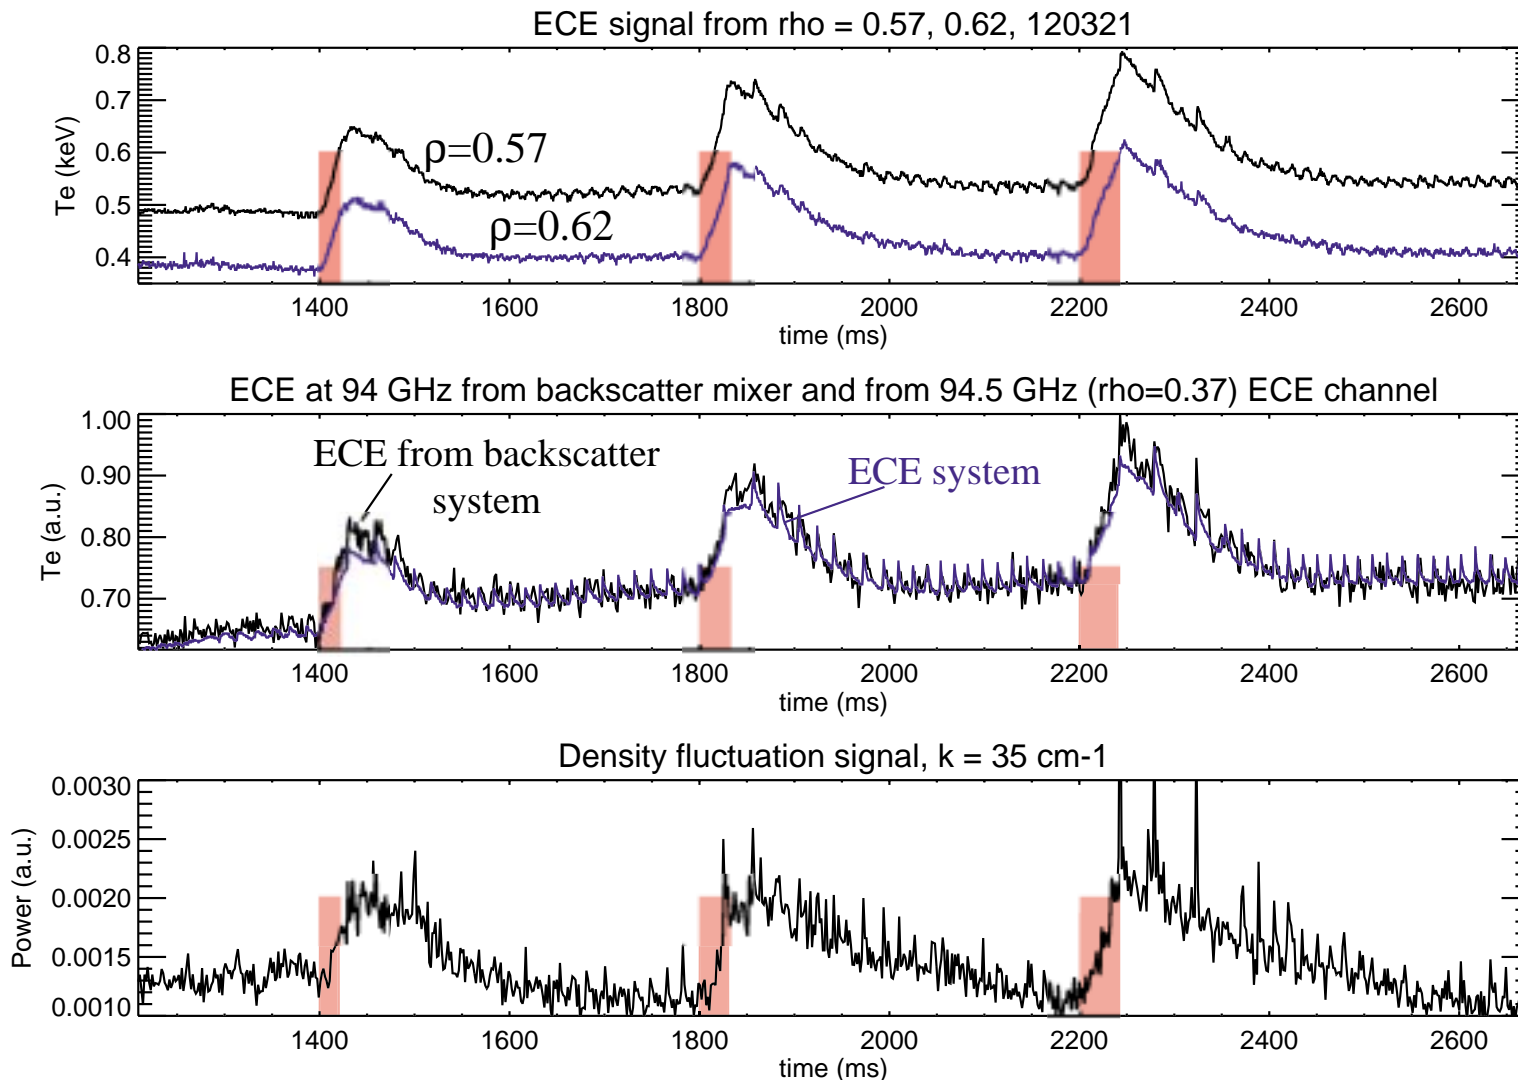 ECE signal from rho = 0.57, 0.62, 120321
0.8
0.7
0.6
0.5
0.4
Te (keV)
ρ=0.57
ρ=0.62
1400 1600 1800 2000 2200 2400 2600
time (ms)
ECE at 94 GHz from backscatter mixer and from 94.5 GHz (rho=0.37) ECE channel
1.00
0.90
0.80
0.70
Te (a.u.)
ECE from backscatter
system
ECE system
1400 1600 1800 2000 2200 2400 2600
time (ms)
Density fluctuation signal, k = 35 cm-1
0.0030
0.0025
0.0020
0.0015
0.0010
Power (a.u.)
1400 1600 1800 2000 2200 2400 2600
time (ms)